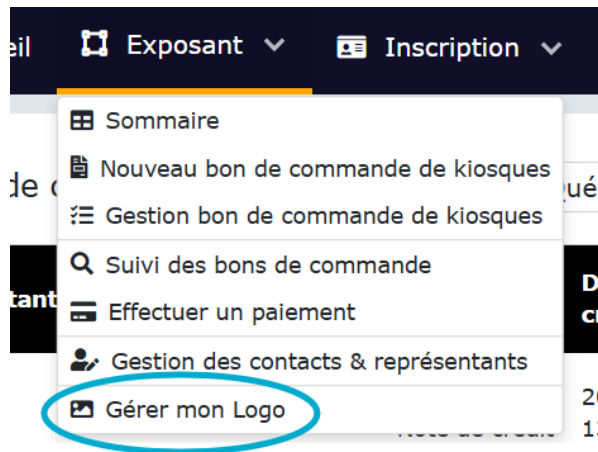 Exposant
Inscription
Sommaire
Nouveau bon de commande de kiosques
Gestion bon de commande de kiosques
Suivi des bons de commande
Effectuer un paiement
Gestion des contacts & représentants
Gérer mon Logo